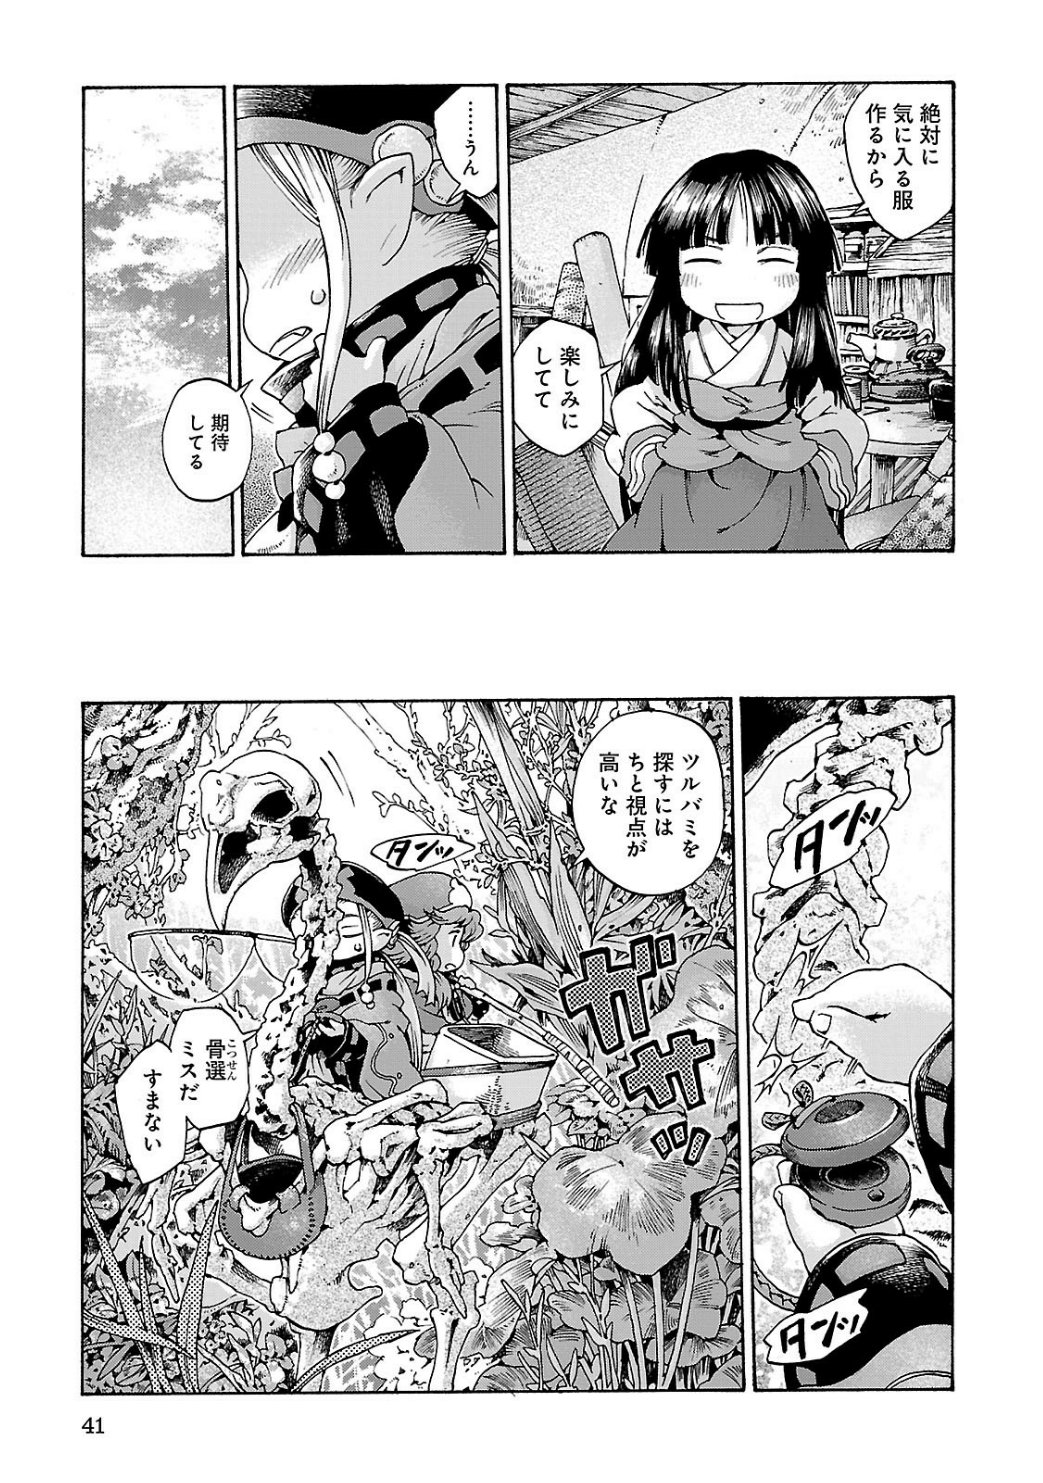 絶対に
気に入る服
作るから
楽しみに
してて
……うん
期待
してる
タンッ
タンッ
ツルバミを
探すには
ちと視点が
高いな
タンッ
ガサガサッ
骨選
こつせん
ミスだ
すまない
41